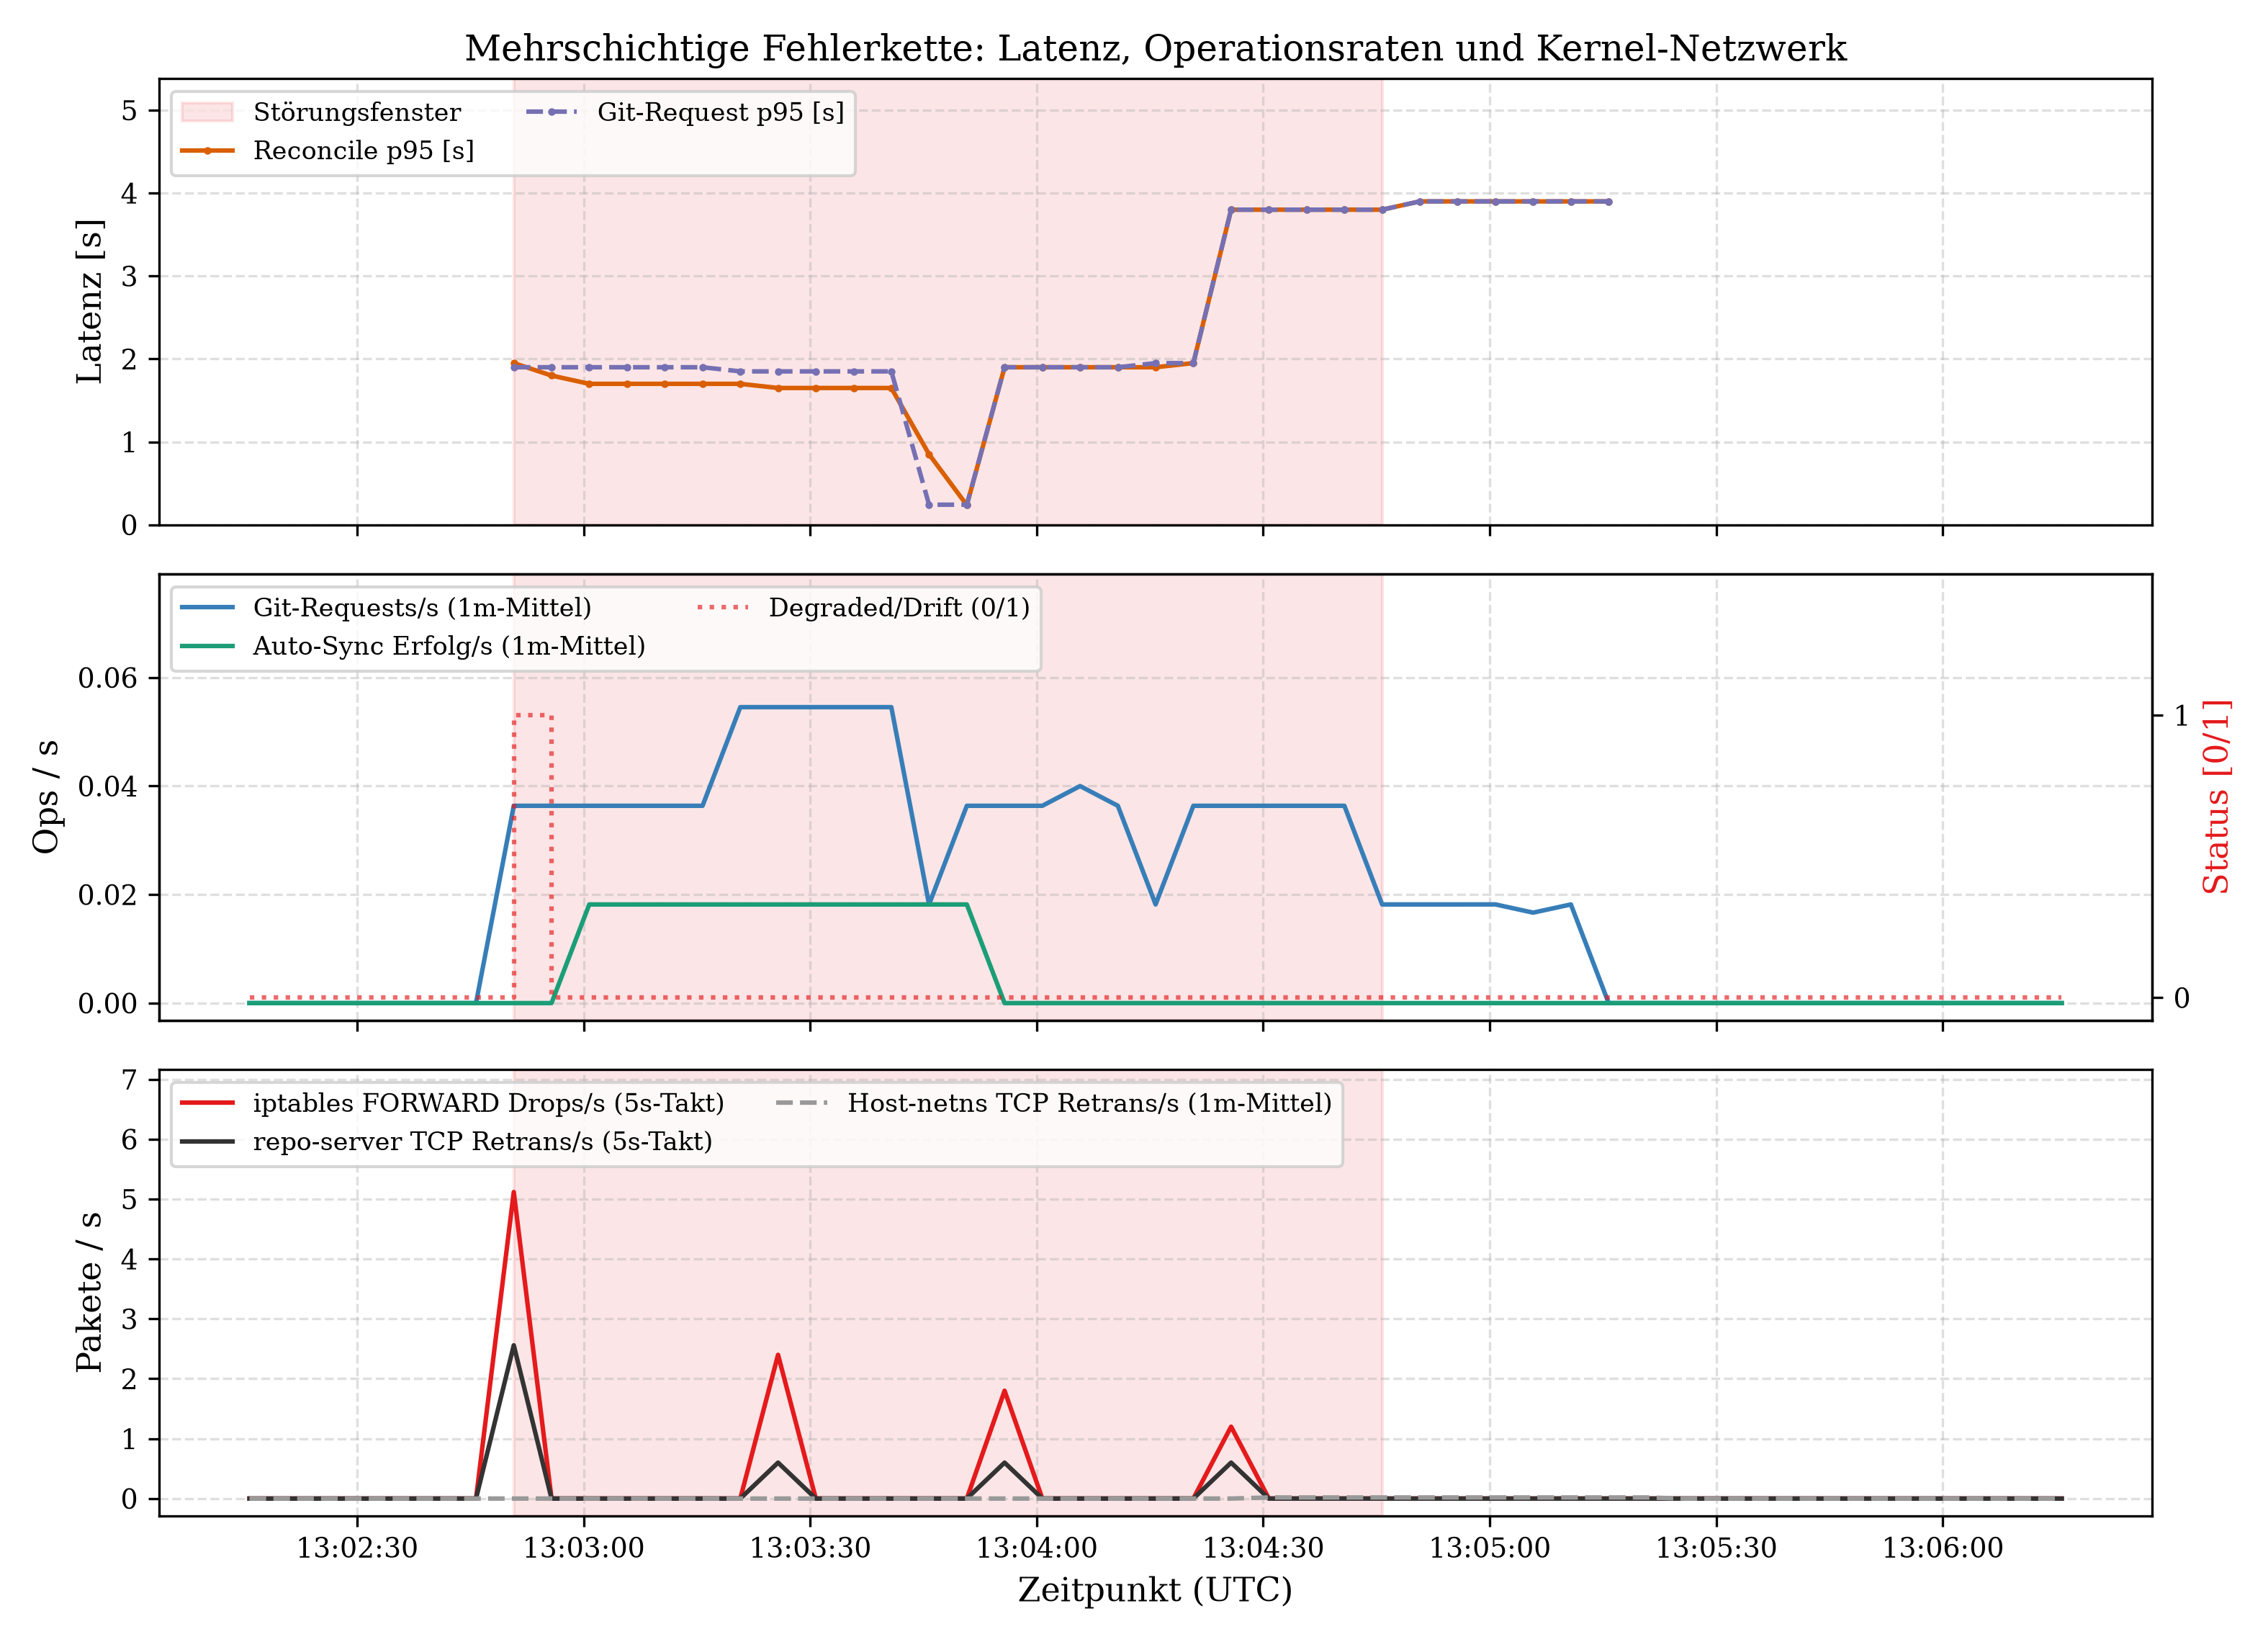 Mehrschichtige Fehlerkette: Latenz, Operationsraten und Kernel-Netzwerk
Störungsfenster
Reconcile p95 [s]
Git-Request p95 [s]
Latenz [s]
5
4
3
2
1
0
Git-Requests/s (1m-Mittel)
Auto-Sync Erfolg/s (1m-Mittel)
Degraded/Drift (0/1)
Ops / s
0.06
0.04
0.02
0.00
Status [0/1]
1
0
iptables FORWARD Drops/s (5s-Takt)
repo-server TCP Retrans/s (5s-Takt)
Host-netns TCP Retrans/s (1m-Mittel)
Pakete / s
7
6
5
4
3
2
1
0
13:02:30
13:03:00
13:03:30
13:04:00
13:04:30
13:05:00
13:05:30
13:06:00
Zeitpunkt (UTC)